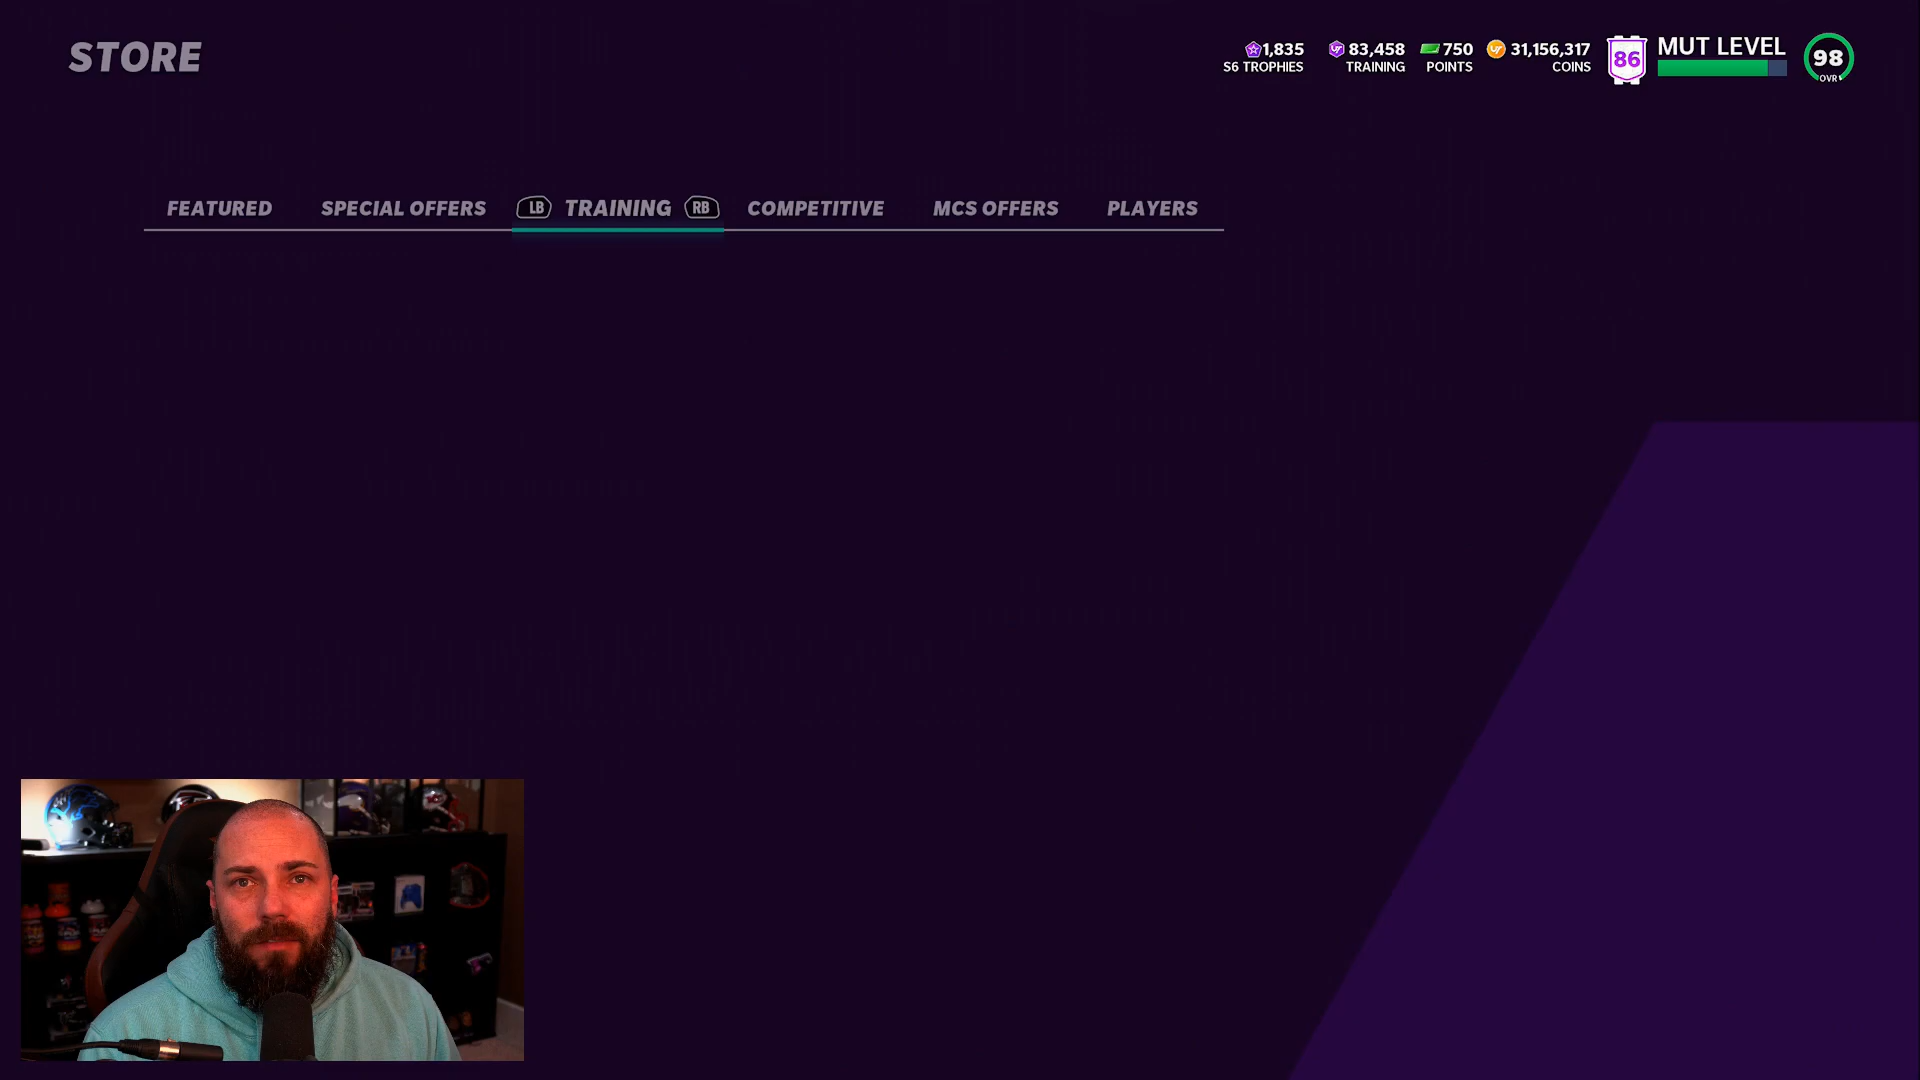 STORE
1,835
S6 TROPHIES
83,458
TRAINING
750
POINTS
31,156,317
COINS
86
MUT LEVEL
98
OVR
FEATURED
SPECIAL OFFERS
LB
TRAINING
RB
COMPETITIVE
MCS OFFERS
PLAYERS